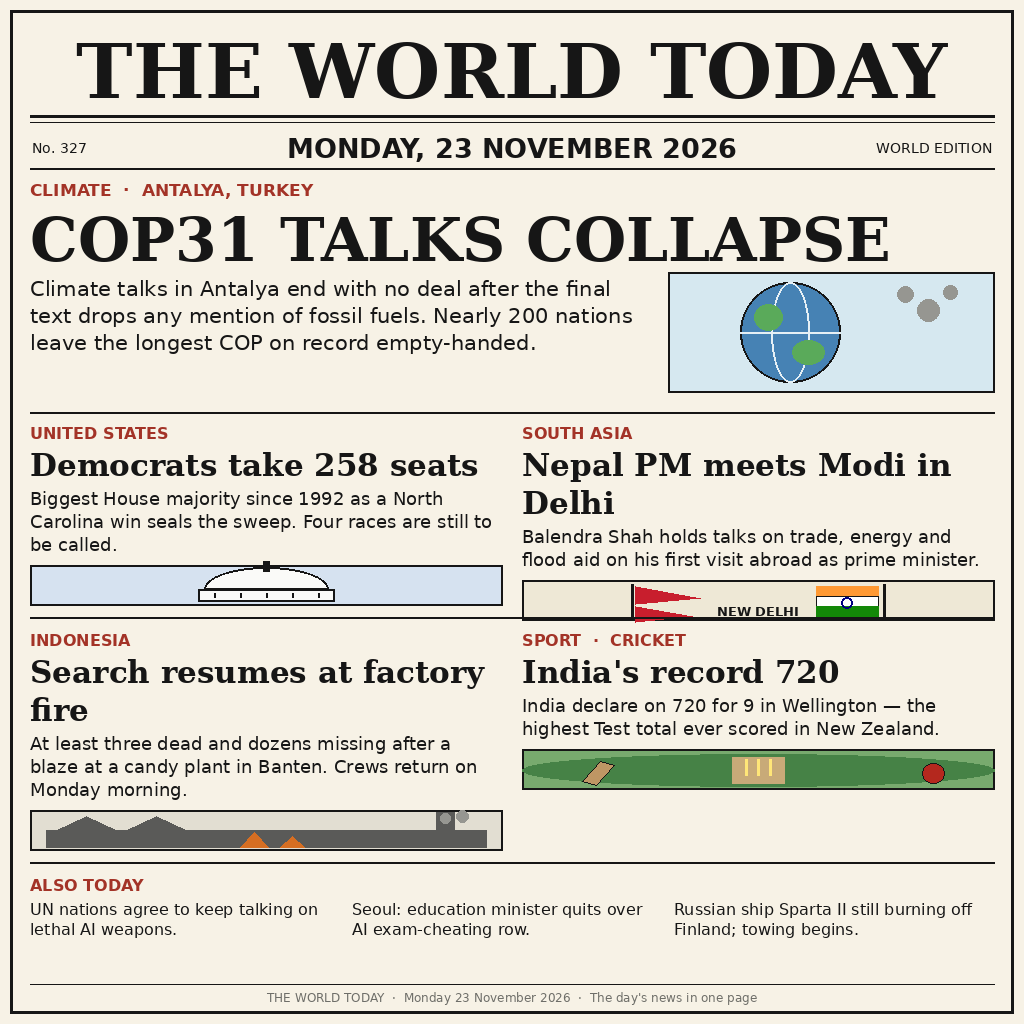 THE WORLD TODAY
No. 327
MONDAY, 23 NOVEMBER 2026
WORLD EDITION
CLIMATE · ANTALYA, TURKEY
COP31 TALKS COLLAPSE
Climate talks in Antalya end with no deal after the final
text drops any mention of fossil fuels. Nearly 200 nations
leave the longest COP on record empty-handed.
UNITED STATES
Democrats take 258 seats
Biggest House majority since 1992 as a North
Carolina win seals the sweep. Four races are still to
be called.
SOUTH ASIA
Nepal PM meets Modi in
Delhi
Balendra Shah holds talks on trade, energy and
flood aid on his first visit abroad as prime minister.
NEW DELHI
INDONESIA
Search resumes at factory
fire
At least three dead and dozens missing after a
blaze at a candy plant in Banten. Crews return on
Monday morning.
SPORT · CRICKET
India's record 720
India declare on 720 for 9 in Wellington — the
highest Test total ever scored in New Zealand.
ALSO TODAY
UN nations agree to keep talking on
lethal AI weapons.
Seoul: education minister quits over
AI exam-cheating row.
Russian ship Sparta II still burning off
Finland; towing begins.
THE WORLD TODAY · Monday 23 November 2026 · The day's news in one page